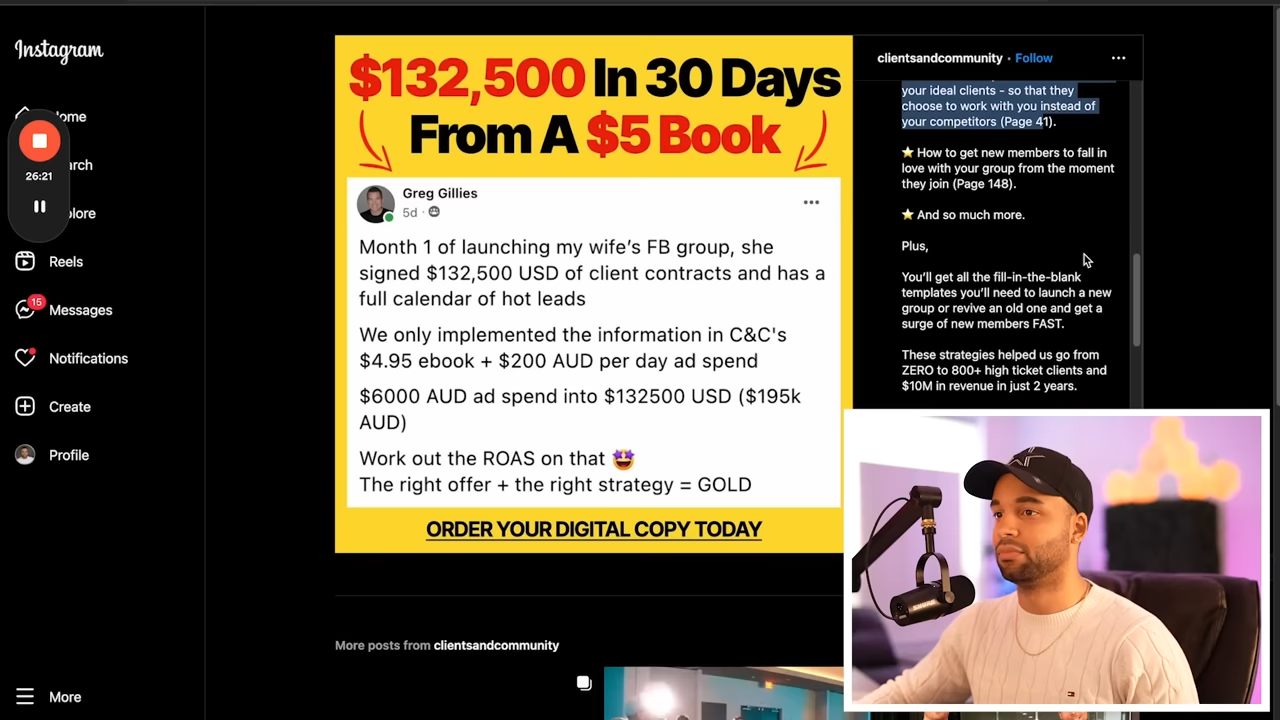 Instagram
ome
26:21
arch
plore
Reels
15
Messages
Notifications
Create
Profile
More
$132,500 In 30 Days
From A $5 Book
Greg Gillies
5d ·
Month 1 of launching my wife’s FB group, she
signed $132,500 USD of client contracts and has a
full calendar of hot leads
We only implemented the information in C&C's
$4.95 ebook + $200 AUD per day ad spend
$6000 AUD ad spend into $132500 USD ($195k
AUD)
Work out the ROAS on that 🤩
The right offer + the right strategy = GOLD
ORDER YOUR DIGITAL COPY TODAY
More posts from clientsandcommunity
clientsandcommunity · Follow
your ideal clients - so that they
choose to work with you instead of
your competitors (Page 41).
⭐ How to get new members to fall in
love with your group from the moment
they join (Page 148).
⭐ And so much more.
Plus,
You’ll get all the fill-in-the-blank
templates you’ll need to launch a new
group or revive an old one and get a
surge of new members FAST.
These strategies helped us go from
ZERO to 800+ high ticket clients and
$10M in revenue in just 2 years.
SHURE